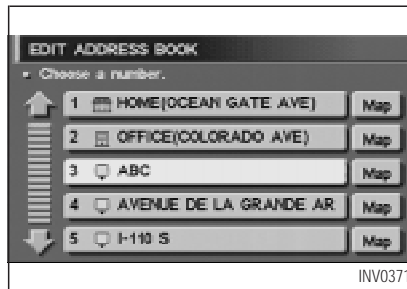 EDIT ADDRESS BOOK
Choose a number.
1 HOME(OCEAN GATE AVE) Map
2 OFFICE(COLORADO AVE) Map
3 ABC Map
4 AVENUE DE LA GRANDE AR Map
5 I-110 S Map
INV0371